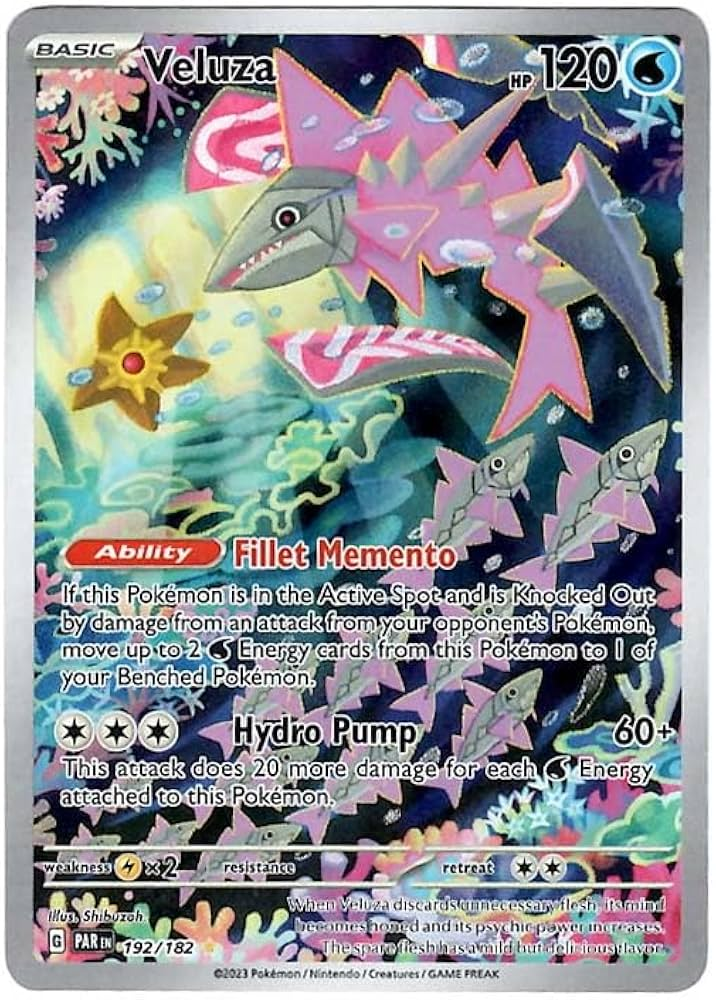 BASIC
Veluza
HP 120
Ability Fillet Memento
If this Pokémon is in the Active Spot and is Knocked Out
by damage from an attack from your opponent's Pokémon,
move up to 2 Energy cards from this Pokémon to 1 of
your Benched Pokémon.
Hydro Pump 60+
This attack does 20 more damage for each Energy
attached to this Pokémon.
weakness ×2 resistance retreat
Illus. Shibuzoh.
When Veluza discards unnecessary flesh, its mind
becomes honed and its psychic power increases.
The spare flesh has a mild but delicious flavor.
G PAR EN 192/182
©2023 Pokémon / Nintendo / Creatures / GAME FREAK